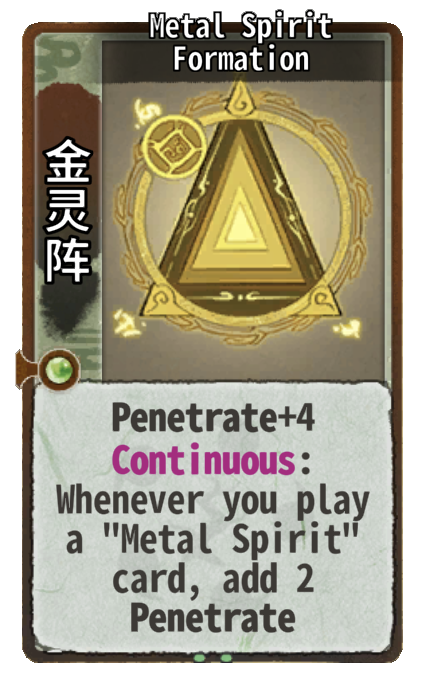 Metal Spirit
Formation
金灵阵
Penetrate+4
Continuous:
Whenever you play
a "Metal Spirit"
card, add 2
Penetrate